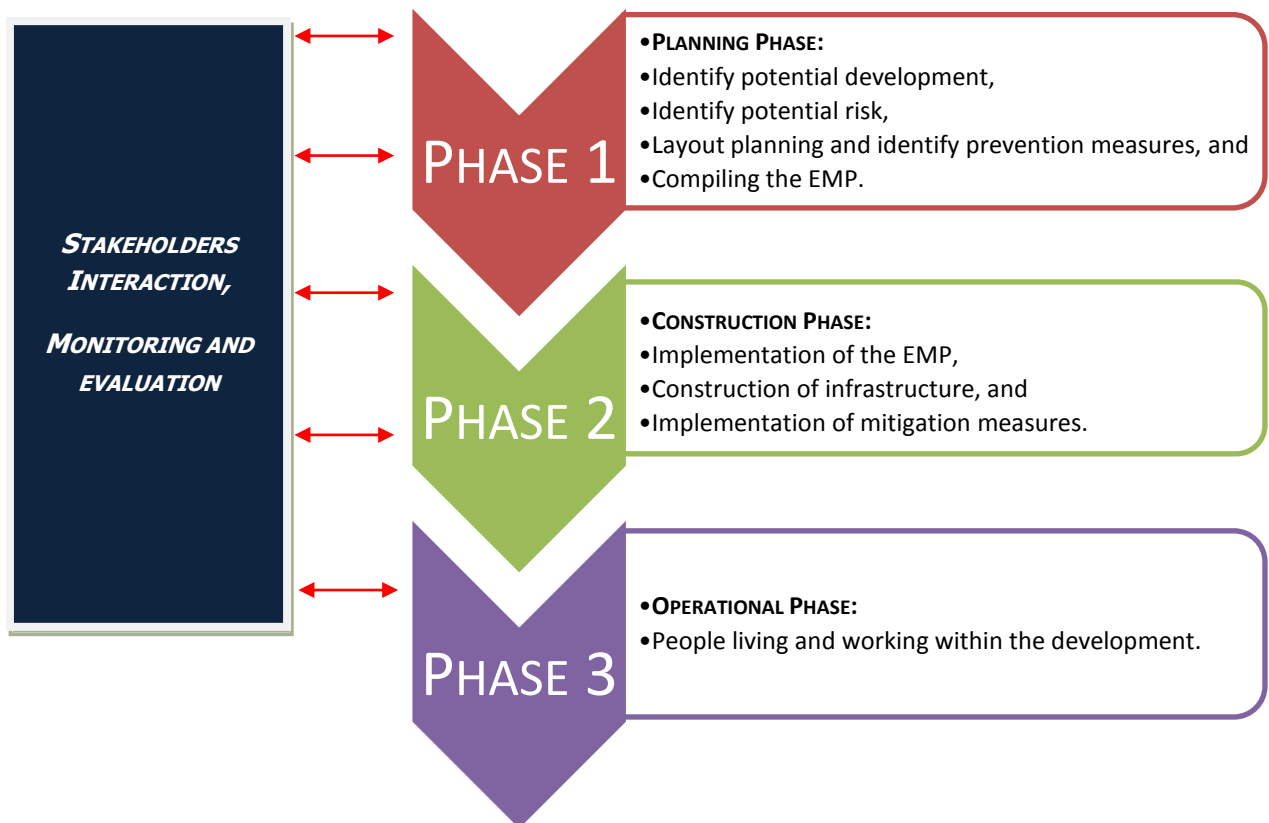 STAKEHOLDERS
INTERACTION,
MONITORING AND
EVALUATION
PHASE 1
•PLANNING PHASE:
•Identify potential development,
•Identify potential risk,
•Layout planning and identify prevention measures, and
•Compiling the EMP.
PHASE 2
•CONSTRUCTION PHASE:
•Implementation of the EMP,
•Construction of infrastructure, and
•Implementation of mitigation measures.
PHASE 3
•OPERATIONAL PHASE:
•People living and working within the development.